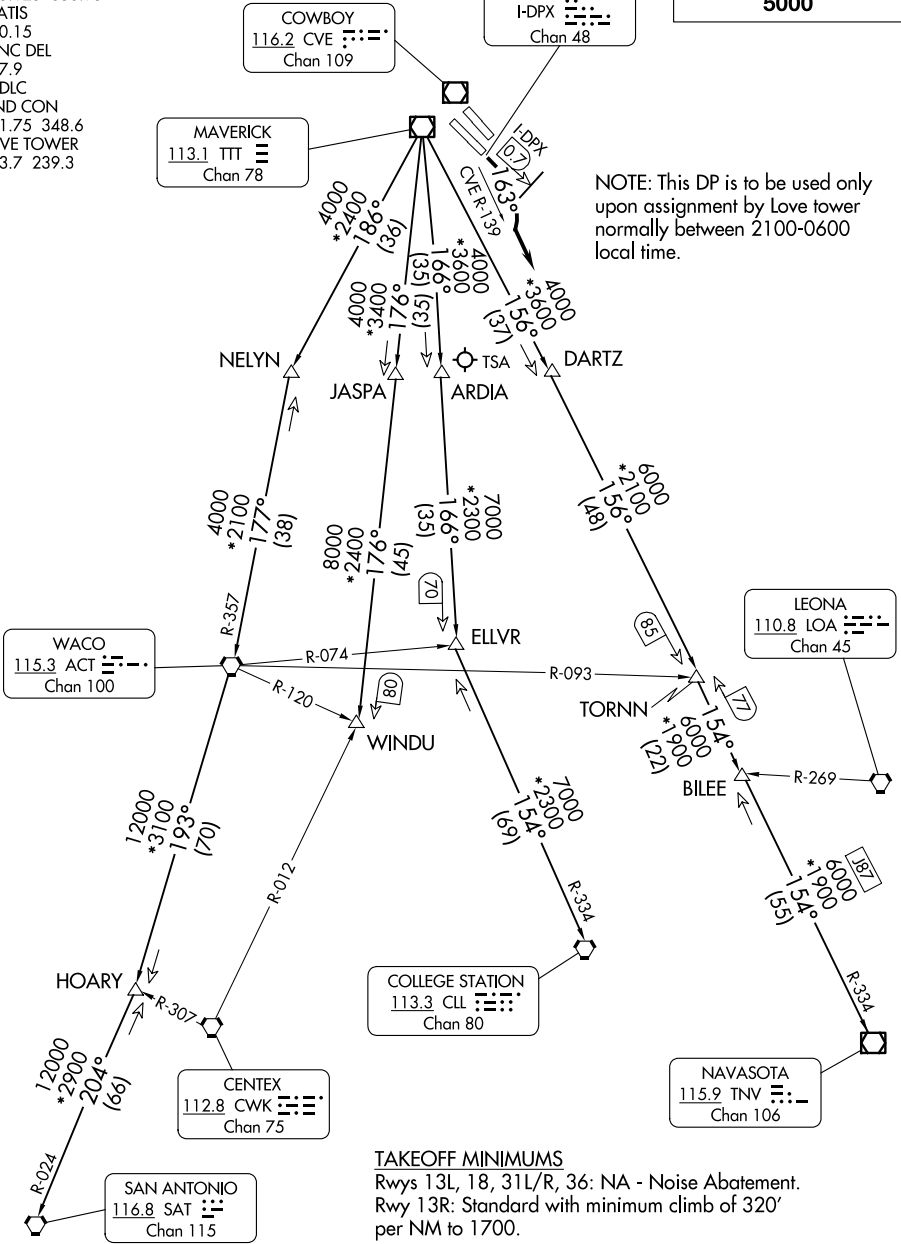 ATIS
0.15
NC DEL
7.9
DLC
ND CON
1.75 348.6
VE TOWER
3.7 239.3
COWBOY
116.2 CVE
Chan 109
I-DPX
Chan 48
5000
MAVERICK
113.1 TTT
Chan 78
I-DPX
0.7
163°
CVE R-139
NOTE: This DP is to be used only
upon assignment by Love tower
normally between 2100-0600
local time.
4000
*2400
186°
(36)
4000
*3400
176°
(35)
4000
*3600
166°
(35)
4000
*3600
156°
(37)
NELYN
JASPA
TSA
ARDIA
DARTZ
4000
*2100
177°
(38)
8000
*2400
176°
(45)
7000
*2300
166°
(35)
6000
*2100
156°
(48)
R-357
70
ELLVR
85
LEONA
110.8 LOA
Chan 45
WACO
115.3 ACT
Chan 100
R-074
R-093
R-120
80
WINDU
TORNN
77
154°
6000
*1900
(22)
BILEE
R-269
12000
*3100
193°
(70)
7000
*2300
154°
(69)
R-012
J87
6000
*1900
154°
(55)
R-334
R-334
HOARY
R-307
COLLEGE STATION
113.3 CLL
Chan 80
12000
*2900
204°
(66)
CENTEX
112.8 CWK
Chan 75
NAVASOTA
115.9 TNV
Chan 106
R-024
SAN ANTONIO
116.8 SAT
Chan 115
TAKEOFF MINIMUMS
Rwys 13L, 18, 31L/R, 36: NA - Noise Abatement.
Rwy 13R: Standard with minimum climb of 320'
per NM to 1700.